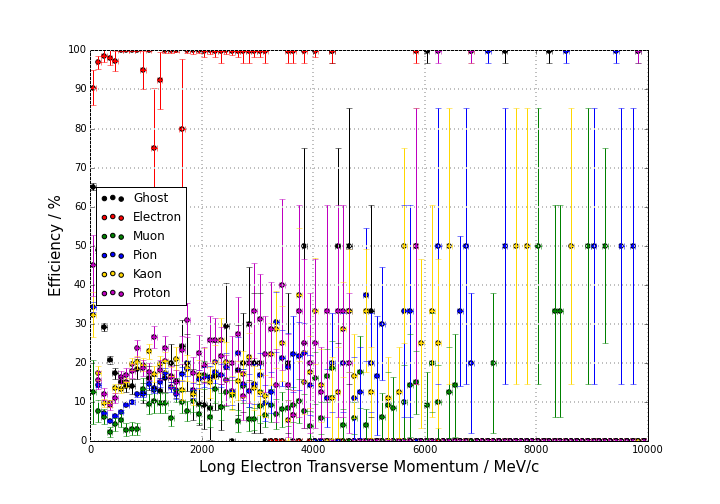 100
90
80
70
60
50
40
30
20
10
0
Efficiency / %
Ghost
Electron
Muon
Pion
Kaon
Proton
0 2000 4000 6000 8000 10000
Long Electron Transverse Momentum / MeV/c